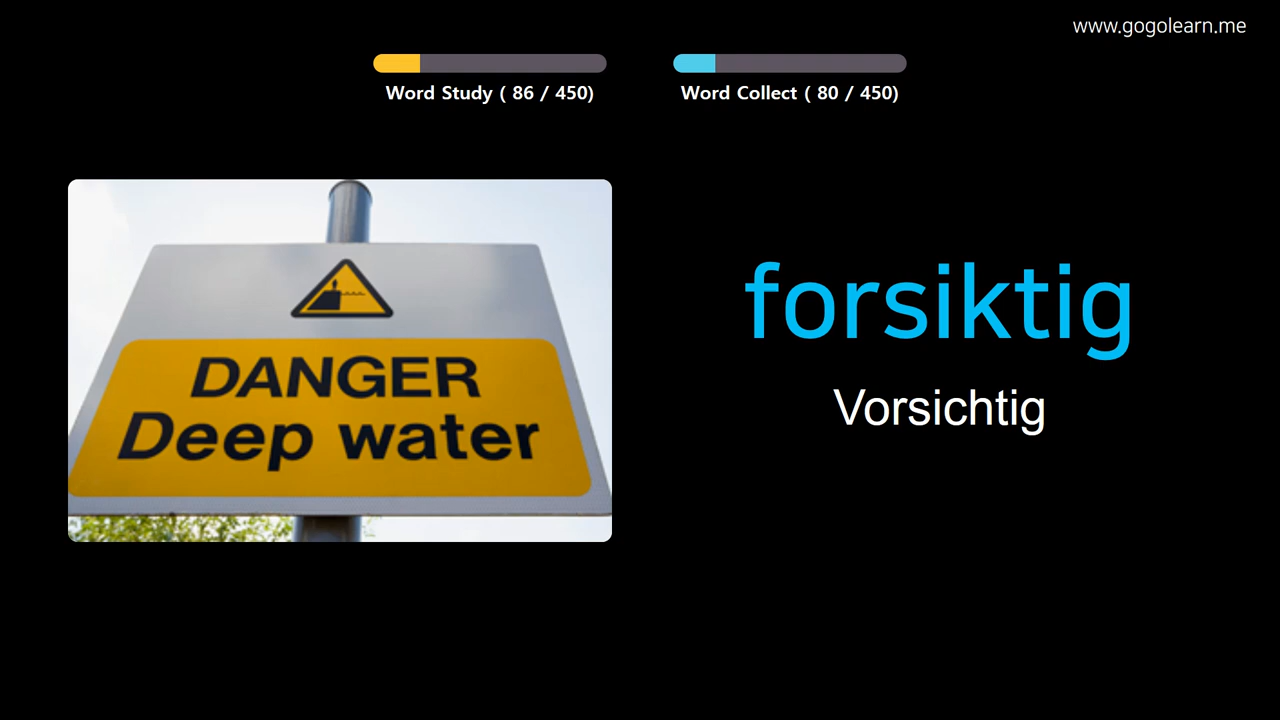 www.gogolearn.me
Word Study ( 86 / 450)
Word Collect ( 80 / 450)
DANGER
Deep water
forsiktig
Vorsichtig